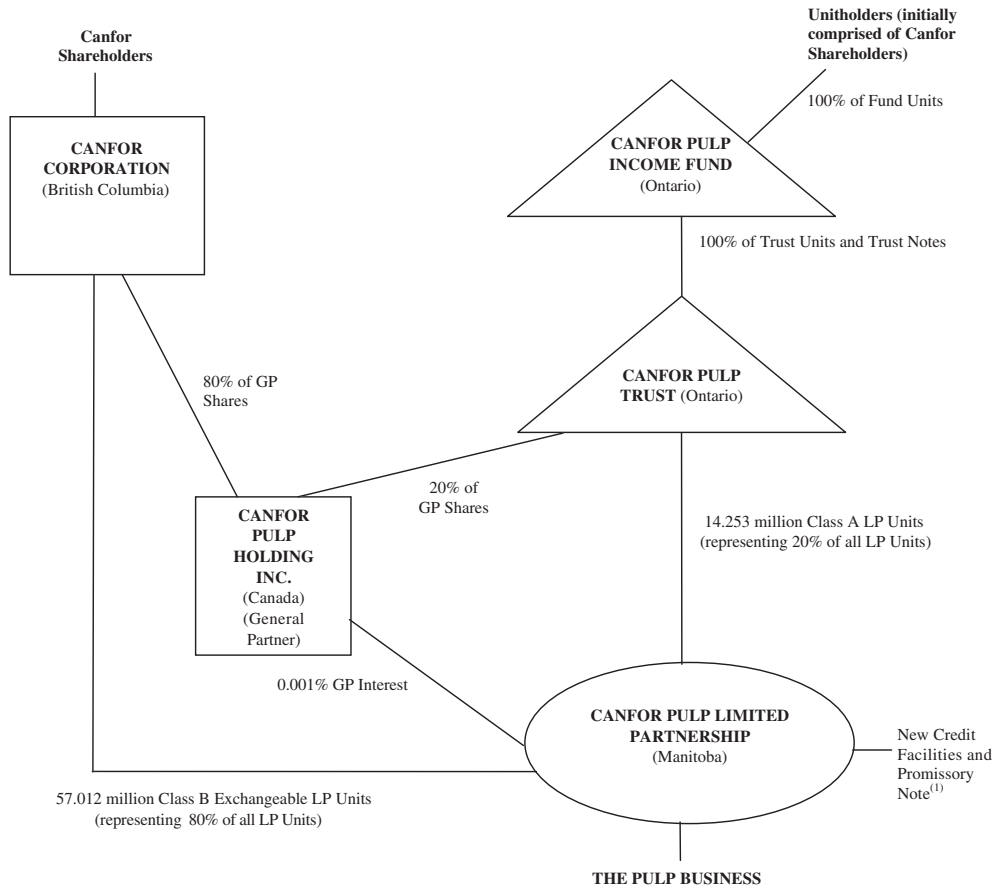 Canfor
Shareholders
Unitholders (initially
comprised of Canfor
Shareholders)
100% of Fund Units
CANFOR
CORPORATION
(British Columbia)
CANFOR PULP
INCOME FUND
(Ontario)
100% of Trust Units and Trust Notes
80% of GP
Shares
CANFOR PULP
TRUST (Ontario)
20% of
GP Shares
CANFOR
PULP
HOLDING
INC.
(Canada)
(General
Partner)
14.253 million Class A LP Units
(representing 20% of all LP Units)
0.001% GP Interest
CANFOR PULP LIMITED
PARTNERSHIP
(Manitoba)
New Credit
Facilities and
Promissory
Note(1)
57.012 million Class B Exchangeable LP Units
(representing 80% of all LP Units)
THE PULP BUSINESS